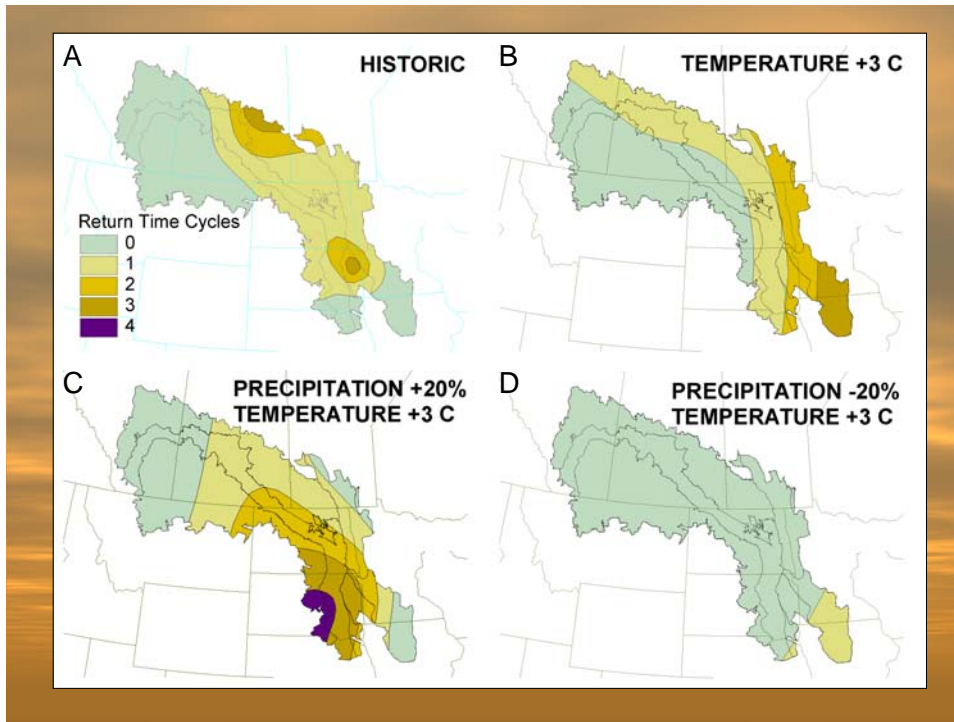 A
HISTORIC
B
TEMPERATURE +3 C
Return Time Cycles
0
1
2
3
4
C
PRECIPITATION +20%
TEMPERATURE +3 C
D
PRECIPITATION -20%
TEMPERATURE +3 C